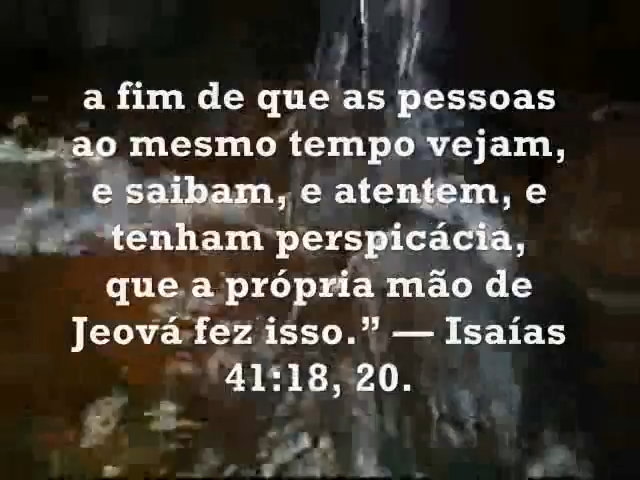 a fim de que as pessoas
ao mesmo tempo vejam,
e saibam, e atentem, e
tenham perspicácia,
que a própria mão de
Jeová fez isso.” — Isaías
41:18, 20.